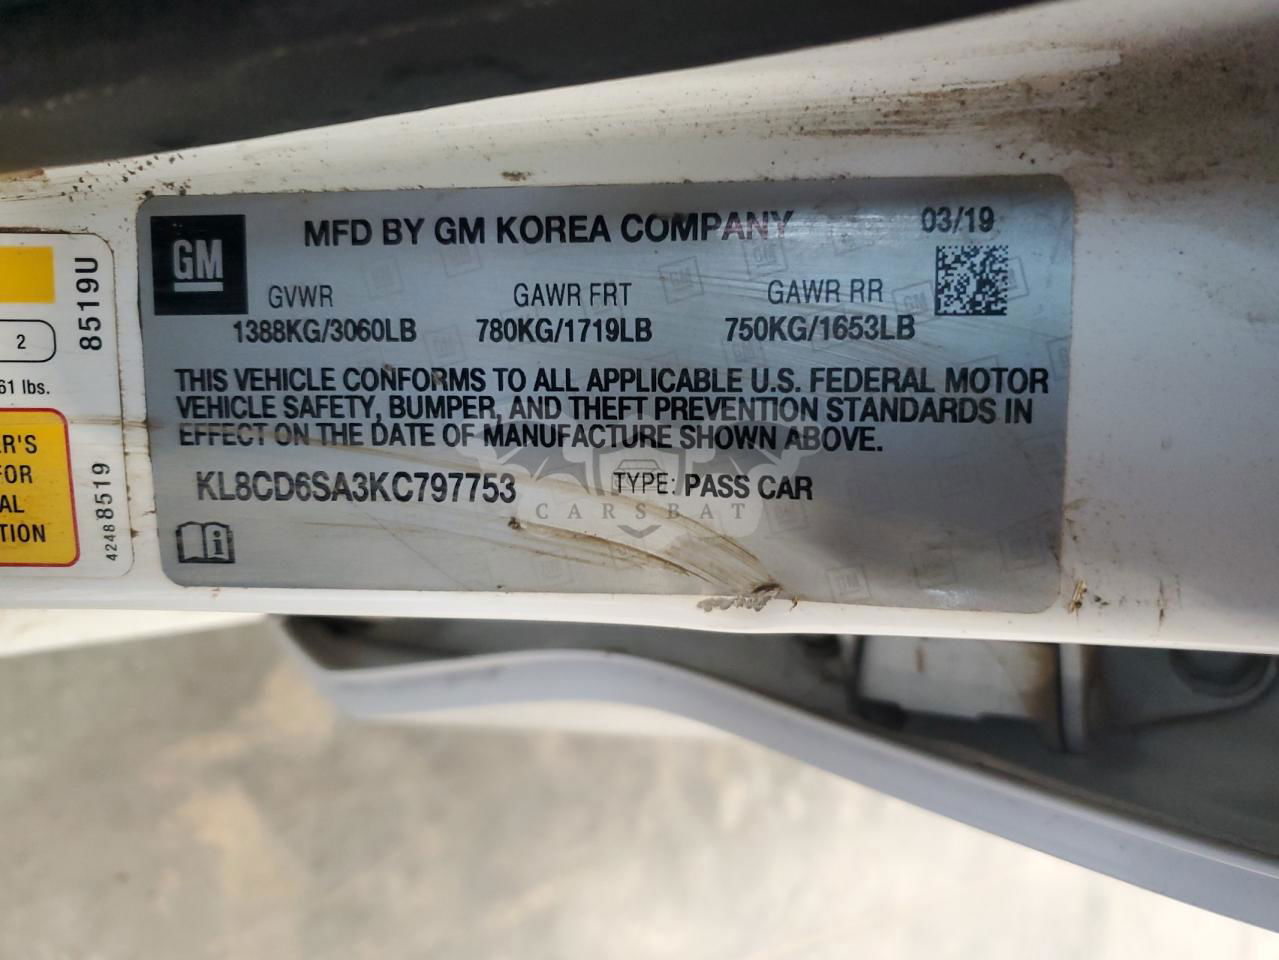 GM
MFD BY GM KOREA COMPANY 03/19
GVWR GAWR FRT GAWR RR
1388KG/3060LB 780KG/1719LB 750KG/1653LB
THIS VEHICLE CONFORMS TO ALL APPLICABLE U.S. FEDERAL MOTOR
VEHICLE SAFETY, BUMPER, AND THEFT PREVENTION STANDARDS IN
EFFECT ON THE DATE OF MANUFACTURE SHOWN ABOVE.
KL8CD6SA3KC797753 TYPE: PASS CAR
CARSBAT
8519U
2
61 lbs.
ER'S
FOR
AL
TION
42488519